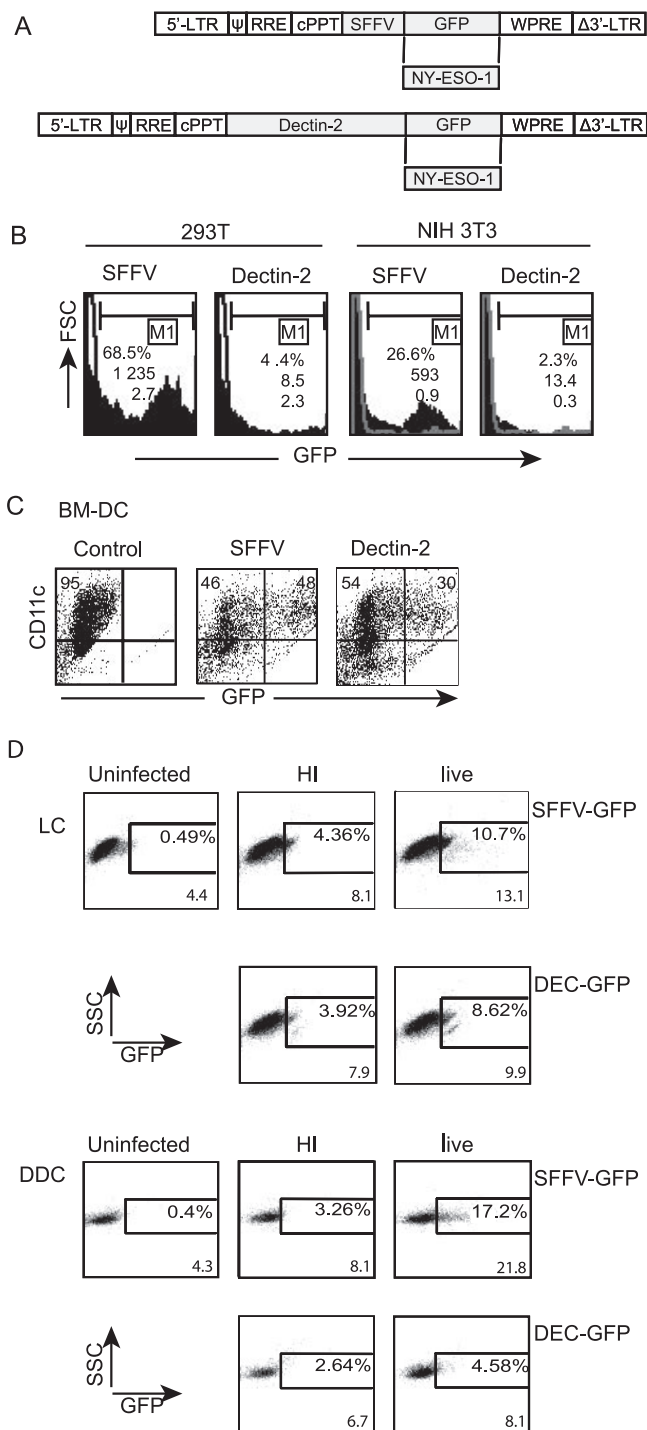 A
5'-LTR Ψ RRE cPPT SFFV GFP WPRE Δ3'-LTR
NY-ESO-1
5'-LTR Ψ RRE cPPT Dectin-2 GFP WPRE Δ3'-LTR
NY-ESO-1
B
293T NIH 3T3
SFFV Dectin-2 SFFV Dectin-2
FSC
M1 M1 M1 M1
68.5% 4 .4% 26.6% 2.3%
1 235 8.5 593 13.4
2.7 2.3 0.9 0.3
GFP
C BM-DC
Control SFFV Dectin-2
95 46 48 54 30
CD11c
GFP
D
Uninfected HI live
LC SFFV-GFP
0.49% 4.36% 10.7%
4.4 8.1 13.1
DEC-GFP
SSC
3.92% 8.62%
GFP
7.9 9.9
Uninfected HI live
DDC SFFV-GFP
0.4% 3.26% 17.2%
4.3 8.1 21.8
DEC-GFP
SSC
2.64% 4.58%
GFP
6.7 8.1